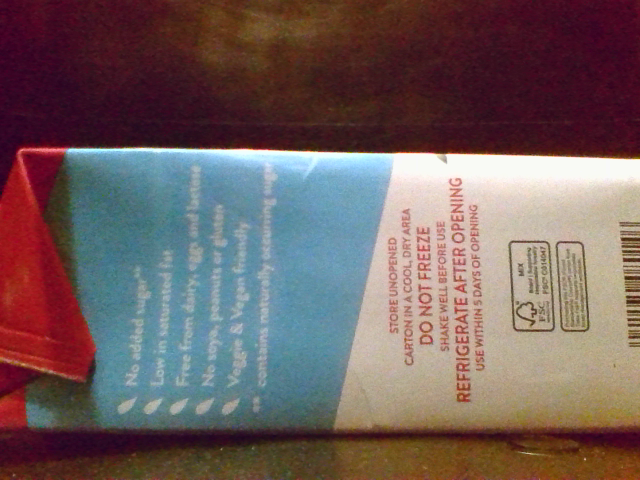 No added sugar**
Low in saturated fat
Free from dairy, eggs and lactose
No soya, peanuts or gluten
Veggie & Vegan friendly
** contains naturally occurring sugar
STORE UNOPENED
CARTON IN A COOL, DRY AREA
DO NOT FREEZE
SHAKE WELL BEFORE USE
REFRIGERATE AFTER OPENING
USE WITHIN 5 DAYS OF OPENING
FSC
MIX